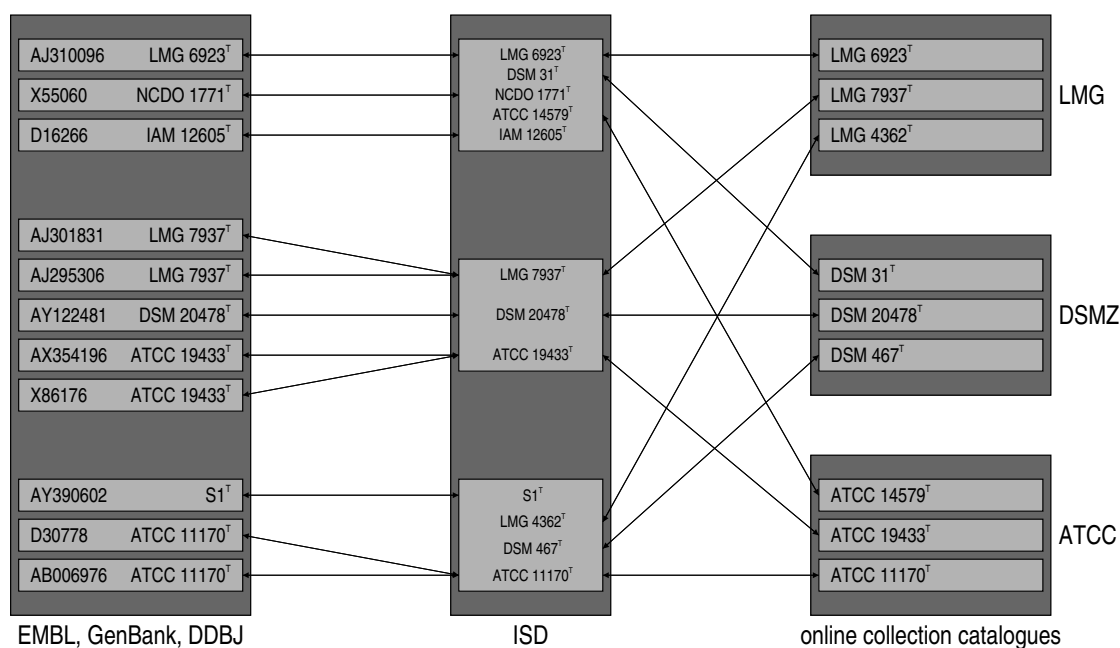 AJ310096 LMG 6923ᵀ
X55060 NCDO 1771ᵀ
D16266 IAM 12605ᵀ
AJ301831 LMG 7937ᵀ
AJ295306 LMG 7937ᵀ
AY122481 DSM 20478ᵀ
AX354196 ATCC 19433ᵀ
X86176 ATCC 19433ᵀ
AY390602 S1ᵀ
D30778 ATCC 11170ᵀ
AB006976 ATCC 11170ᵀ
EMBL, GenBank, DDBJ
LMG 6923ᵀ
DSM 31ᵀ
NCDO 1771ᵀ
ATCC 14579ᵀ
IAM 12605ᵀ
LMG 7937ᵀ
DSM 20478ᵀ
ATCC 19433ᵀ
S1ᵀ
LMG 4362ᵀ
DSM 467ᵀ
ATCC 11170ᵀ
ISD
LMG 6923ᵀ
LMG 7937ᵀ
LMG 4362ᵀ
LMG
DSM 31ᵀ
DSM 20478ᵀ
DSM 467ᵀ
DSMZ
ATCC 14579ᵀ
ATCC 19433ᵀ
ATCC 11170ᵀ
ATCC
online collection catalogues